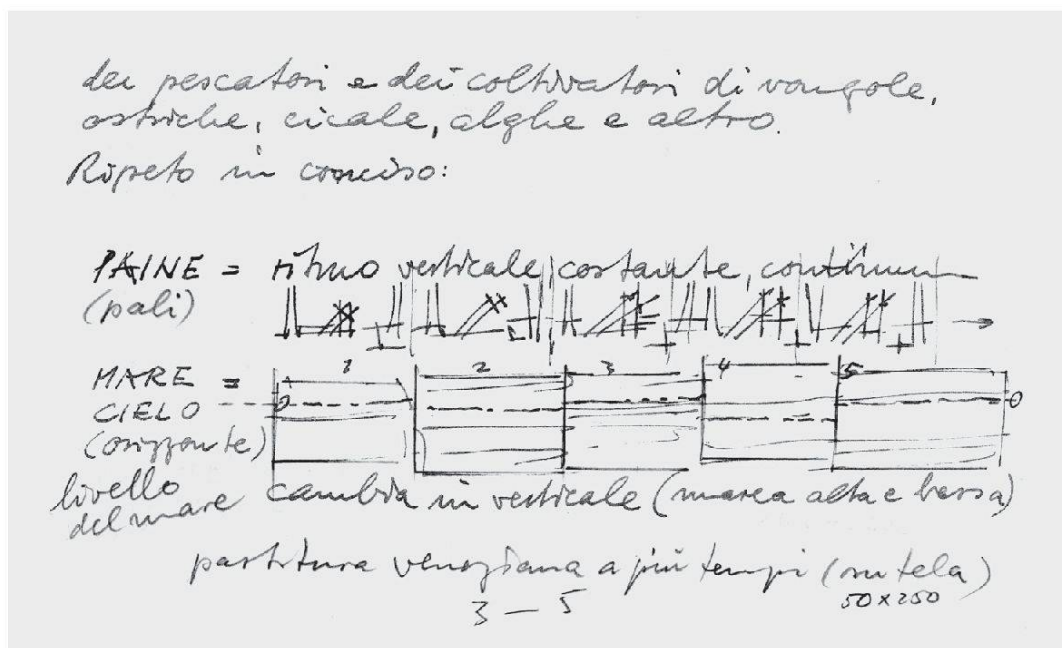 dei pescatori e dei coltivatori di vongole,
ostriche, cicale, alghe e altro.
Ripeto in conciso:
PAINE = ritmo verticale costante, continuo
(pali)
1 2 3 4 5
MARE =
CIELO
(orizzonte)
livello
del mare
cambia in verticale (marea alta e bassa)
partitura veneziana a più tempi (su tela)
3 – 5 50x250